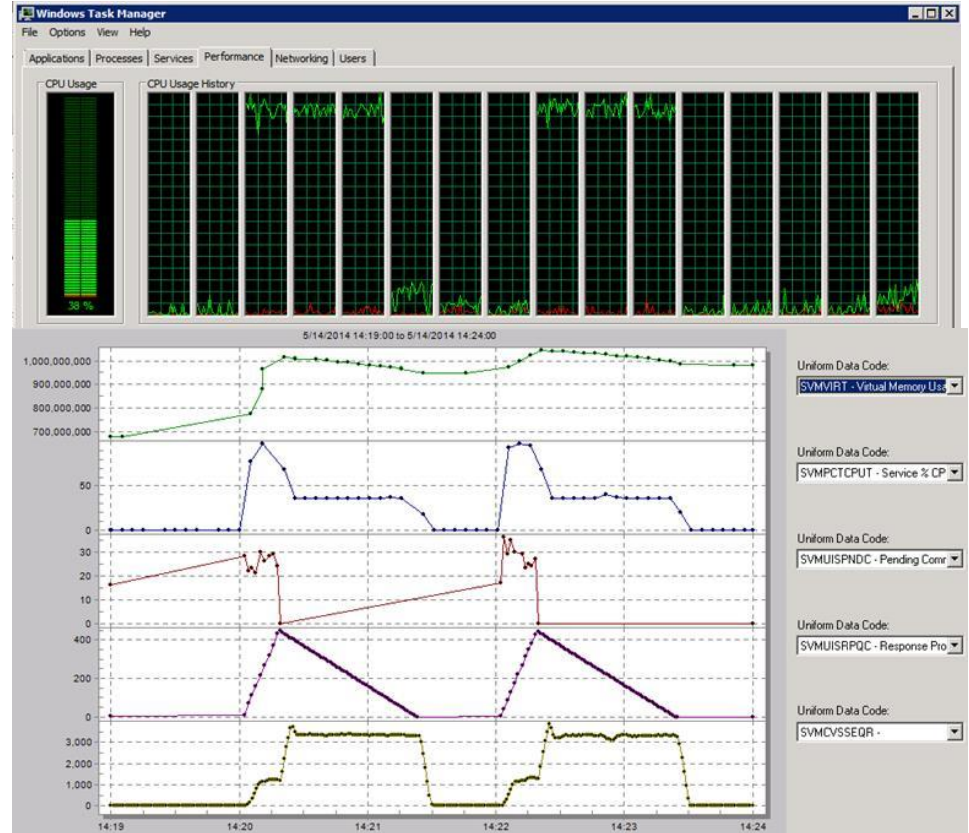 Windows Task Manager
File Options View Help
Applications Processes Services Performance Networking Users
CPU Usage
CPU Usage History
38 %
5/14/2014 14:19:00 to 5/14/2014 14:24:00
1,000,000,000
900,000,000
800,000,000
700,000,000
50
0
30
20
10
0
400
200
0
3,000
2,000
1,000
0
14:19 14:20 14:21 14:22 14:23 14:24
Uniform Data Code:
SVMVIRT - Virtual Memory Usa
Uniform Data Code:
SVMPCTCPUT - Service % CP
Uniform Data Code:
SVMUISPNDC - Pending Comr
Uniform Data Code:
SVMUISRPQC - Response Pro
Uniform Data Code:
SVMCVSSEQR -